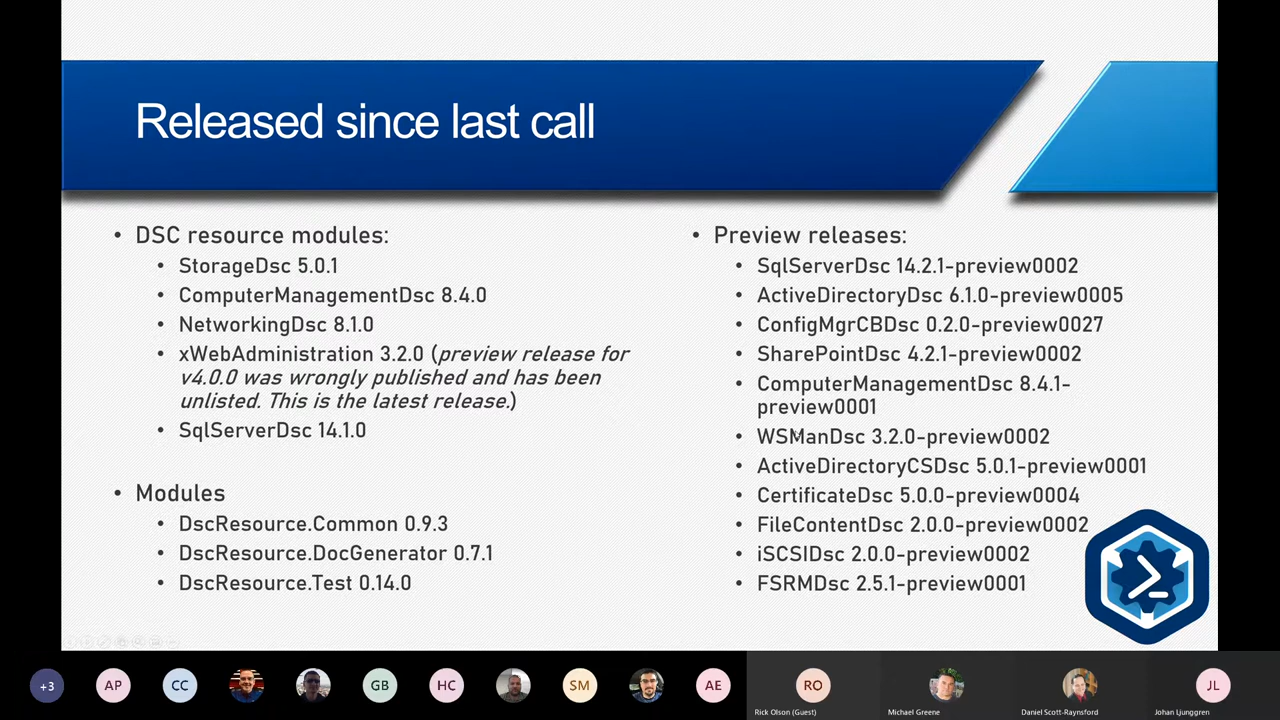 Released since last call
• DSC resource modules:
• StorageDsc 5.0.1
• ComputerManagementDsc 8.4.0
• NetworkingDsc 8.1.0
• xWebAdministration 3.2.0 (preview release for
v4.0.0 was wrongly published and has been
unlisted. This is the latest release.)
• SqlServerDsc 14.1.0
• Modules
• DscResource.Common 0.9.3
• DscResource.DocGenerator 0.7.1
• DscResource.Test 0.14.0
• Preview releases:
• SqlServerDsc 14.2.1-preview0002
• ActiveDirectoryDsc 6.1.0-preview0005
• ConfigMgrCBDsc 0.2.0-preview0027
• SharePointDsc 4.2.1-preview0002
• ComputerManagementDsc 8.4.1-
preview0001
• WSManDsc 3.2.0-preview0002
• ActiveDirectoryCSDsc 5.0.1-preview0001
• CertificateDsc 5.0.0-preview0004
• FileContentDsc 2.0.0-preview0002
• iSCSIDsc 2.0.0-preview0002
• FSRMDsc 2.5.1-preview0001
+3 AP CC GB HC SM AE RO JL
Rick Olson (Guest) Michael Greene Daniel Scott-Raynsford Johan Ljunggren